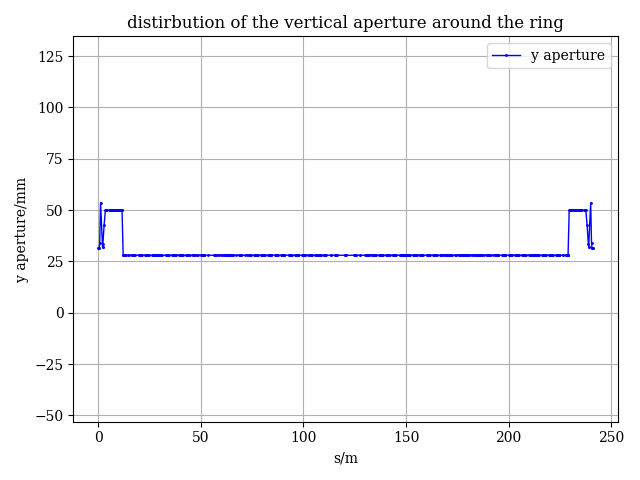 distirbution of the vertical aperture around the ring
y aperture
y aperture/mm
125
100
75
50
25
0
−25
−50
0 50 100 150 200 250
s/m